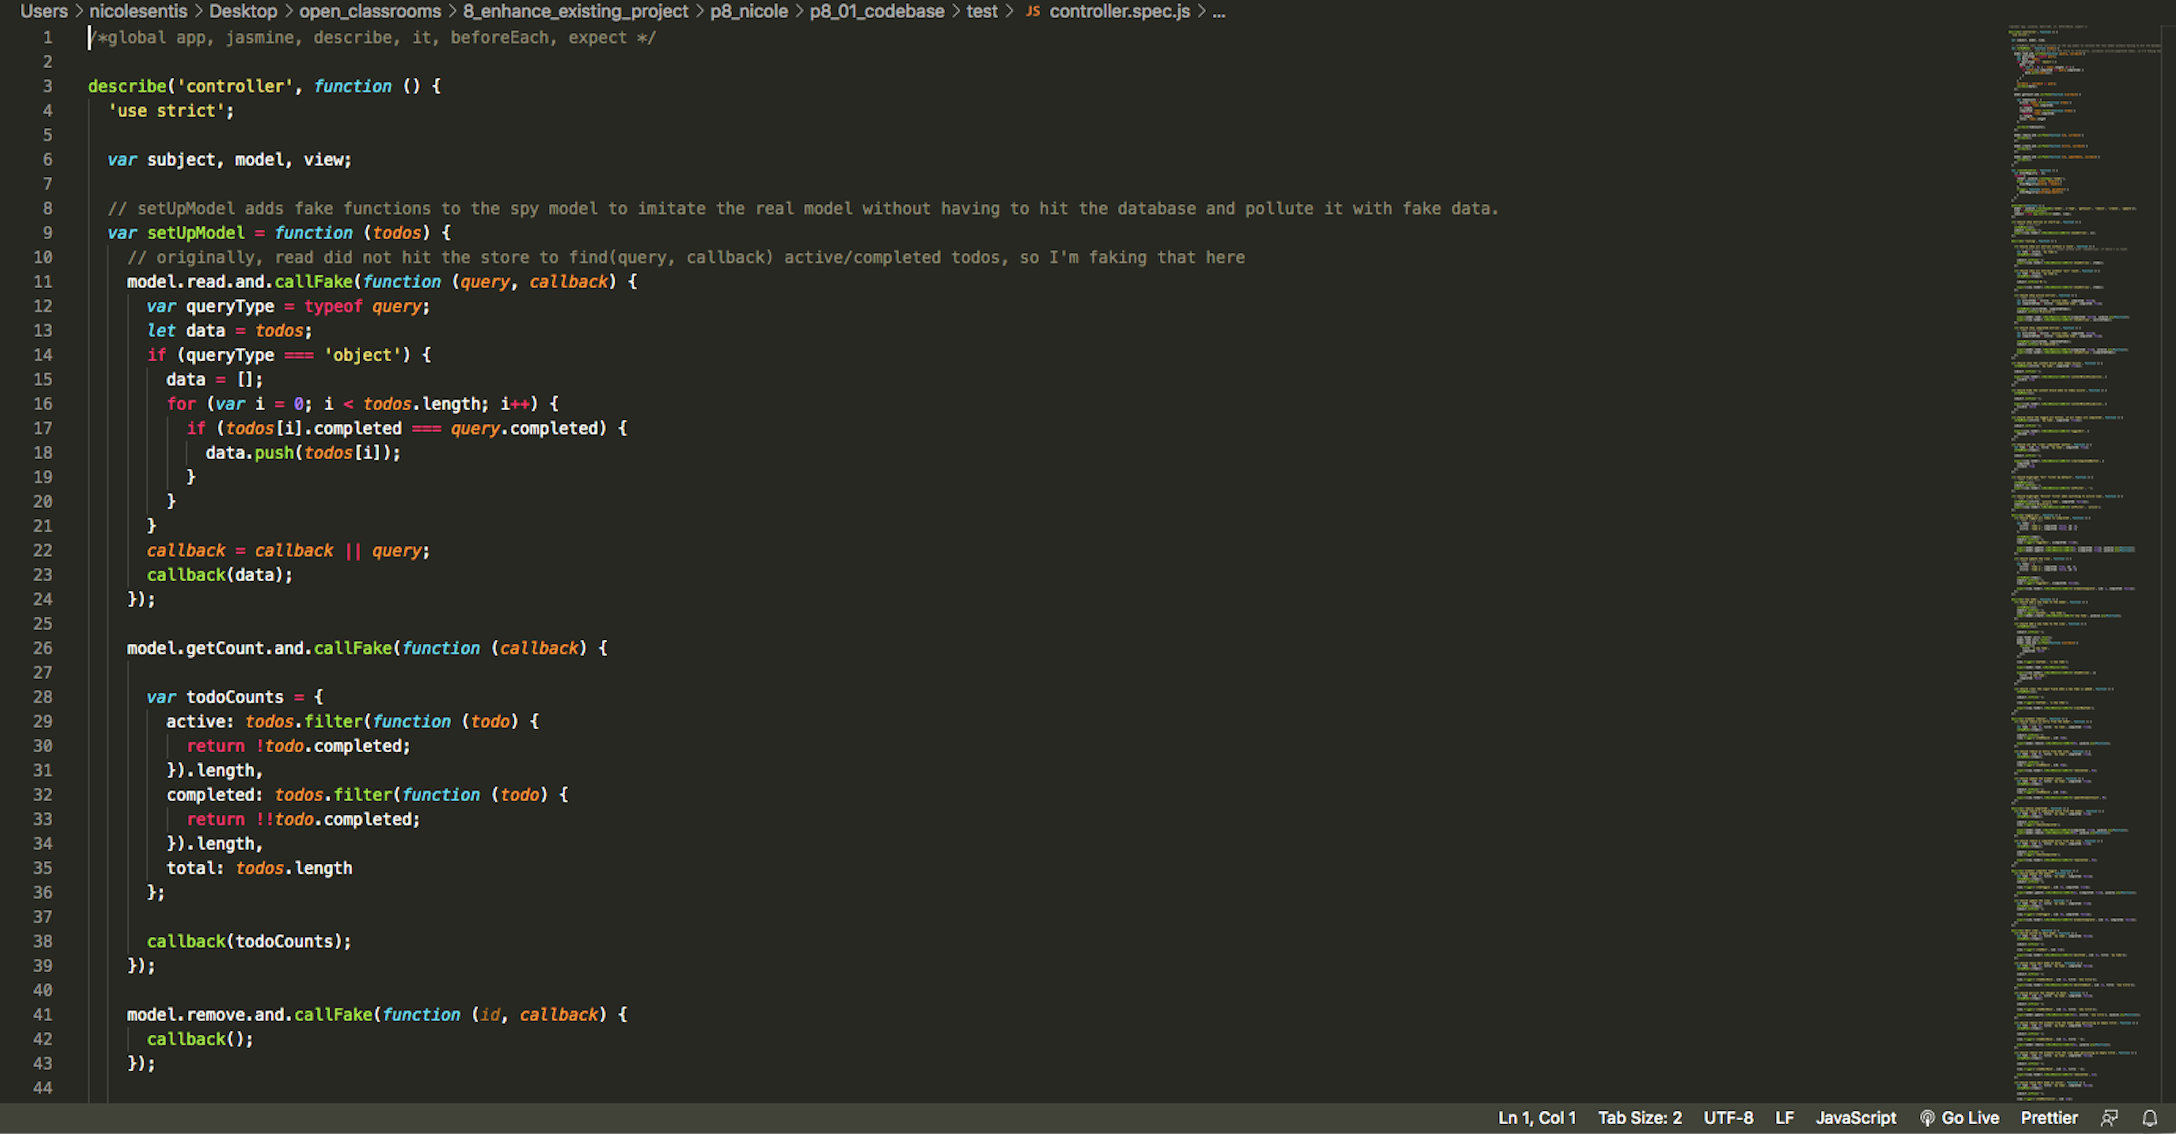 Users > nicolesentis > Desktop > open_classrooms > 8_enhance_existing_project > p8_nicole > p8_01_codebase > test > JS controller.spec.js > ...
1 /*global app, jasmine, describe, it, beforeEach, expect */
2
3 describe('controller', function () {
4   'use strict';
5
6   var subject, model, view;
7
8   // setUpModel adds fake functions to the spy model to imitate the real model without having to hit the database and pollute it with fake data.
9   var setUpModel = function (todos) {
10     // originally, read did not hit the store to find(query, callback) active/completed todos, so I'm faking that here
11     model.read.and.callFake(function (query, callback) {
12       var queryType = typeof query;
13       let data = todos;
14       if (queryType === 'object') {
15         data = [];
16         for (var i = 0; i < todos.length; i++) {
17           if (todos[i].completed === query.completed) {
18             data.push(todos[i]);
19           }
20         }
21       }
22       callback = callback || query;
23       callback(data);
24     });
25
26     model.getCount.and.callFake(function (callback) {
27
28       var todoCounts = {
29         active: todos.filter(function (todo) {
30           return !todo.completed;
31         }).length,
32         completed: todos.filter(function (todo) {
33           return !!todo.completed;
34         }).length,
35         total: todos.length
36       };
37
38       callback(todoCounts);
39     });
40
41     model.remove.and.callFake(function (id, callback) {
42       callback();
43     });
44
Ln 1, Col 1 Tab Size: 2 UTF-8 LF JavaScript Go Live Prettier